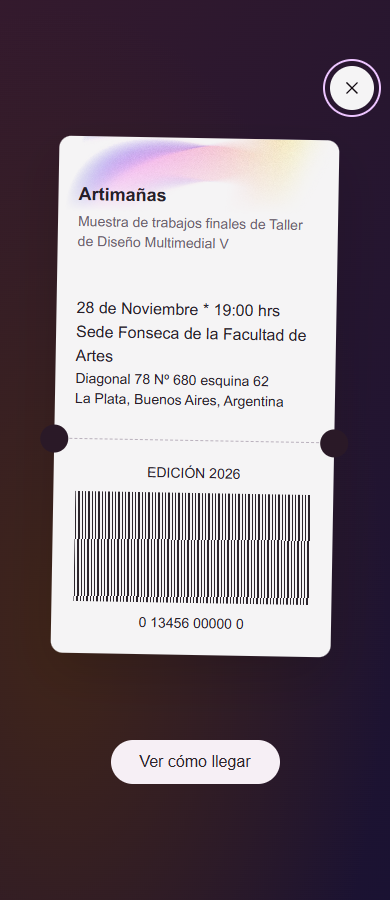 Artimañas
Muestra de trabajos finales de Taller
de Diseño Multimedial V
28 de Noviembre * 19:00 hrs
Sede Fonseca de la Facultad de
Artes
Diagonal 78 Nº 680 esquina 62
La Plata, Buenos Aires, Argentina
EDICIÓN 2026
0 13456 00000 0
Ver cómo llegar